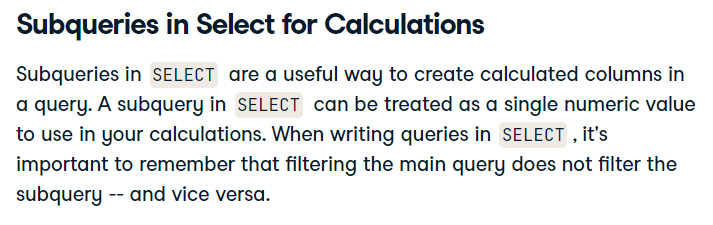 Subqueries in Select for Calculations
Subqueries in SELECT are a useful way to create calculated columns in
a query. A subquery in SELECT can be treated as a single numeric value
to use in your calculations. When writing queries in SELECT , it's
important to remember that filtering the main query does not filter the
subquery -- and vice versa.